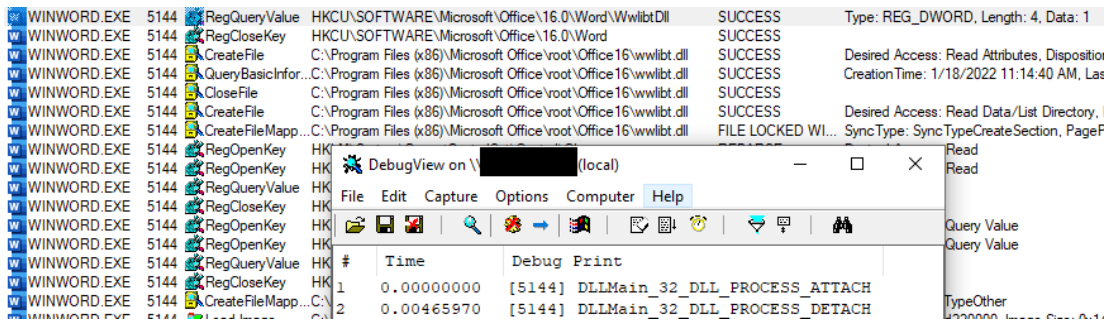 WINWORD.EXE 5144 RegQueryValue HKCU\SOFTWARE\Microsoft\Office\16.0\Word\WwlibtDll SUCCESS Type: REG_DWORD, Length: 4, Data: 1
WINWORD.EXE 5144 RegCloseKey HKCU\SOFTWARE\Microsoft\Office\16.0\Word SUCCESS
WINWORD.EXE 5144 CreateFile C:\Program Files (x86)\Microsoft Office\root\Office16\wwlibt.dll SUCCESS Desired Access: Read Attributes, Disposition
WINWORD.EXE 5144 QueryBasicInfor...C:\Program Files (x86)\Microsoft Office\root\Office16\wwlibt.dll SUCCESS CreationTime: 1/18/2022 11:14:40 AM, Las
WINWORD.EXE 5144 CloseFile C:\Program Files (x86)\Microsoft Office\root\Office16\wwlibt.dll SUCCESS
WINWORD.EXE 5144 CreateFile C:\Program Files (x86)\Microsoft Office\root\Office16\wwlibt.dll SUCCESS Desired Access: Read Data/List Directory,
WINWORD.EXE 5144 CreateFileMapp...C:\Program Files (x86)\Microsoft Office\root\Office16\wwlibt.dll FILE LOCKED WI... SyncType: SyncTypeCreateSection, PageP
WINWORD.EXE 5144 RegOpenKey Read
WINWORD.EXE 5144 RegOpenKey HK Read
WINWORD.EXE 5144 RegQueryValue HK
WINWORD.EXE 5144 RegCloseKey HK
WINWORD.EXE 5144 RegOpenKey HK Query Value
WINWORD.EXE 5144 RegOpenKey HK Query Value
WINWORD.EXE 5144 RegQueryValue HK
WINWORD.EXE 5144 RegCloseKey HK
WINWORD.EXE 5144 CreateFileMapp...C:\ TypeOther
WINWORD.EXE 5144 Load Image
DebugView on \\ (local)
File Edit Capture Options Computer Help
# Time Debug Print
1 0.00000000 [5144] DLLMain_32_DLL_PROCESS_ATTACH
2 0.00465970 [5144] DLLMain_32_DLL_PROCESS_DETACH